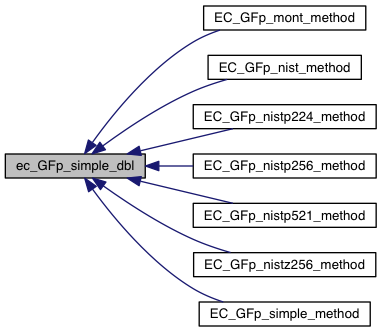 EC_GFp_mont_method
EC_GFp_nist_method
EC_GFp_nistp224_method
ec_GFp_simple_dbl
EC_GFp_nistp256_method
EC_GFp_nistp521_method
EC_GFp_nistz256_method
EC_GFp_simple_method